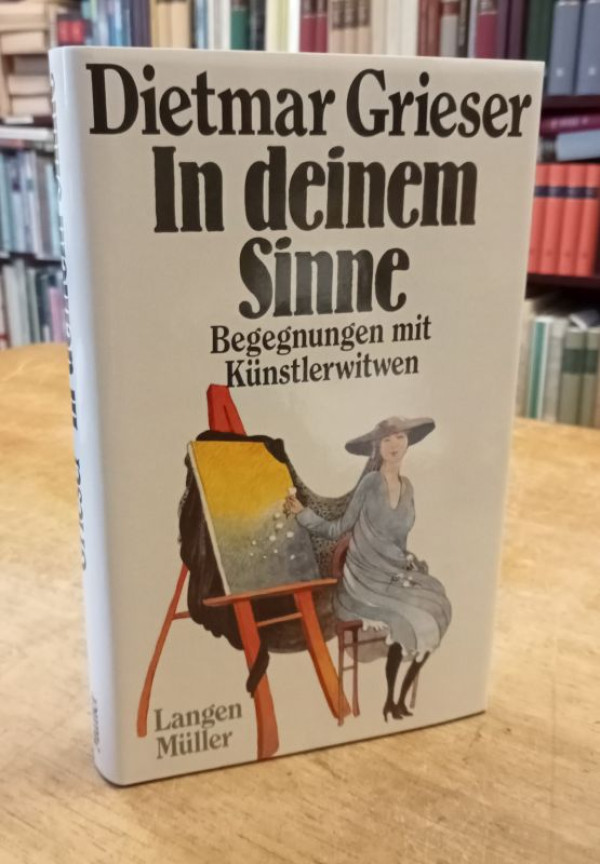 Dietmar Grieser
In deinem
Sinne
Begegnungen mit
Künstlerwitwen
Langen
Müller